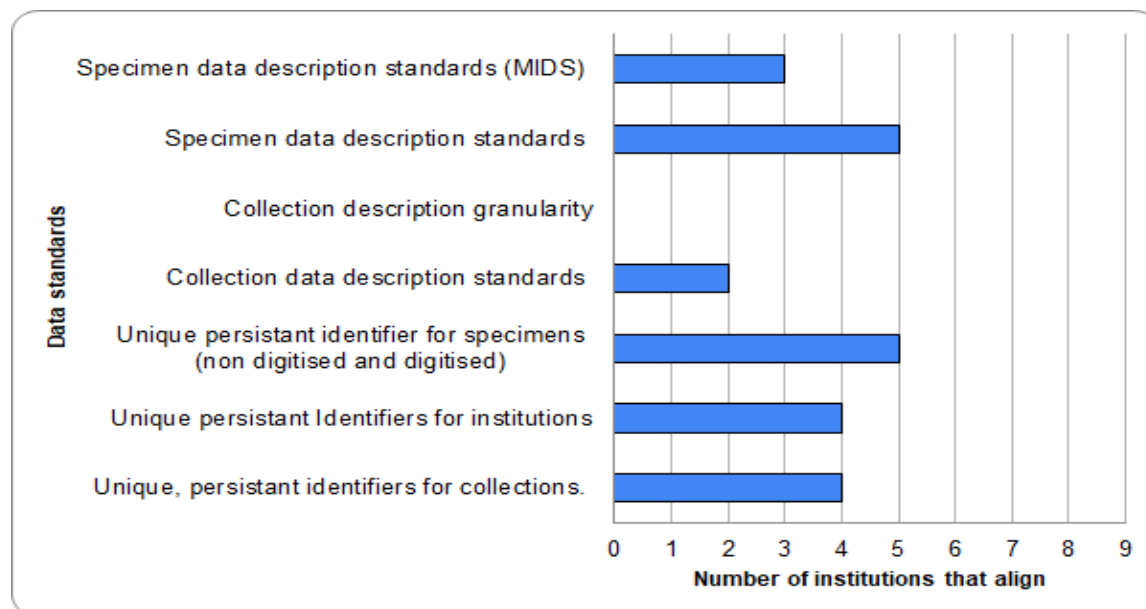 Specimen data description standards (MIDS)
Specimen data description standards
Collection description granularity
Collection data description standards
Unique persistant identifier for specimens
(non digitised and digitised)
Unique persistant Identifiers for institutions
Unique, persistant identifiers for collections.
Data standards
0 1 2 3 4 5 6 7 8 9
Number of institutions that align